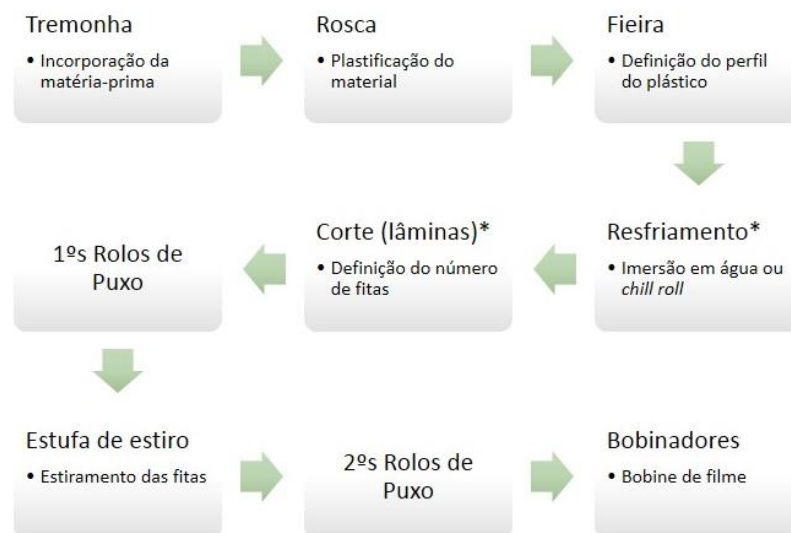 Tremonha
• Incorporação da
matéria-prima
Rosca
• Plastificação do
material
Fieira
• Definição do perfil
do plástico
Resfriamento*
• Imersão em água ou
chill roll
Corte (lâminas)*
• Definição do número
de fitas
1ºs Rolos de
Puxo
Estufa de estiro
• Estiramento das fitas
2ºs Rolos de
Puxo
Bobinadores
• Bobine de filme